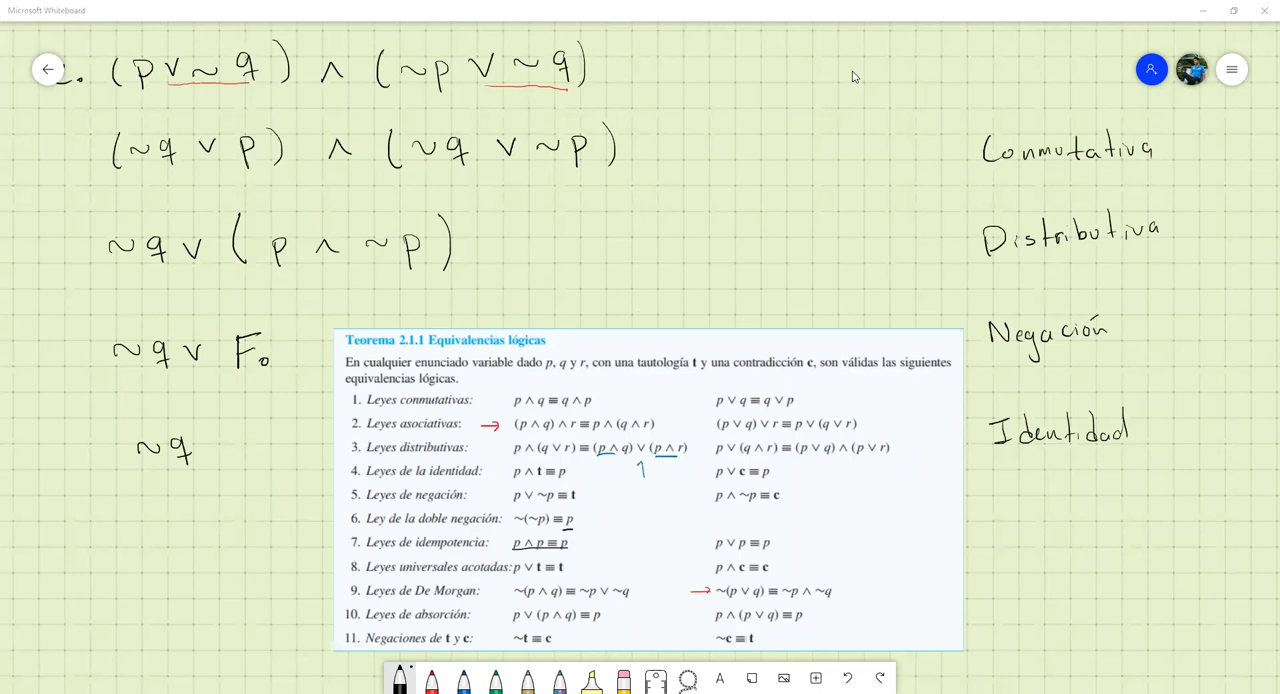 Microsoft Whiteboard
. (p ∨ ~ q) ∧ (~p ∨ ~ q)
(~ q ∨ p) ∧ (~ q ∨ ~ p) Conmutativa
~ q ∨ (p ∧ ~ p) Distributiva
~ q ∨ F₀ Negación
~ q Identidad
Teorema 2.1.1 Equivalencias lógicas
En cualquier enunciado variable dado p, q y r, con una tautología t y una contradicción c, son válidas las siguientes
equivalencias lógicas.
1. Leyes conmutativas: p ∧ q ≡ q ∧ p p ∨ q ≡ q ∨ p
2. Leyes asociativas: → (p ∧ q) ∧ r ≡ p ∧ (q ∧ r) (p ∨ q) ∨ r ≡ p ∨ (q ∨ r)
3. Leyes distributivas: p ∧ (q ∨ r) ≡ (p ∧ q) ∨ (p ∧ r) p ∨ (q ∧ r) ≡ (p ∨ q) ∧ (p ∨ r)
4. Leyes de la identidad: p ∧ t ≡ p p ∨ c ≡ p
5. Leyes de negación: p ∨ ~p ≡ t p ∧ ~p ≡ c
6. Ley de la doble negación: ~(~p) ≡ p
7. Leyes de idempotencia: p ∧ p ≡ p p ∨ p ≡ p
8. Leyes universales acotadas: p ∨ t ≡ t p ∧ c ≡ c
9. Leyes de De Morgan: ~(p ∧ q) ≡ ~p ∨ ~q → ~(p ∨ q) ≡ ~p ∧ ~q
10. Leyes de absorción: p ∨ (p ∧ q) ≡ p p ∧ (p ∨ q) ≡ p
11. Negaciones de t y c: ~t ≡ c ~c ≡ t